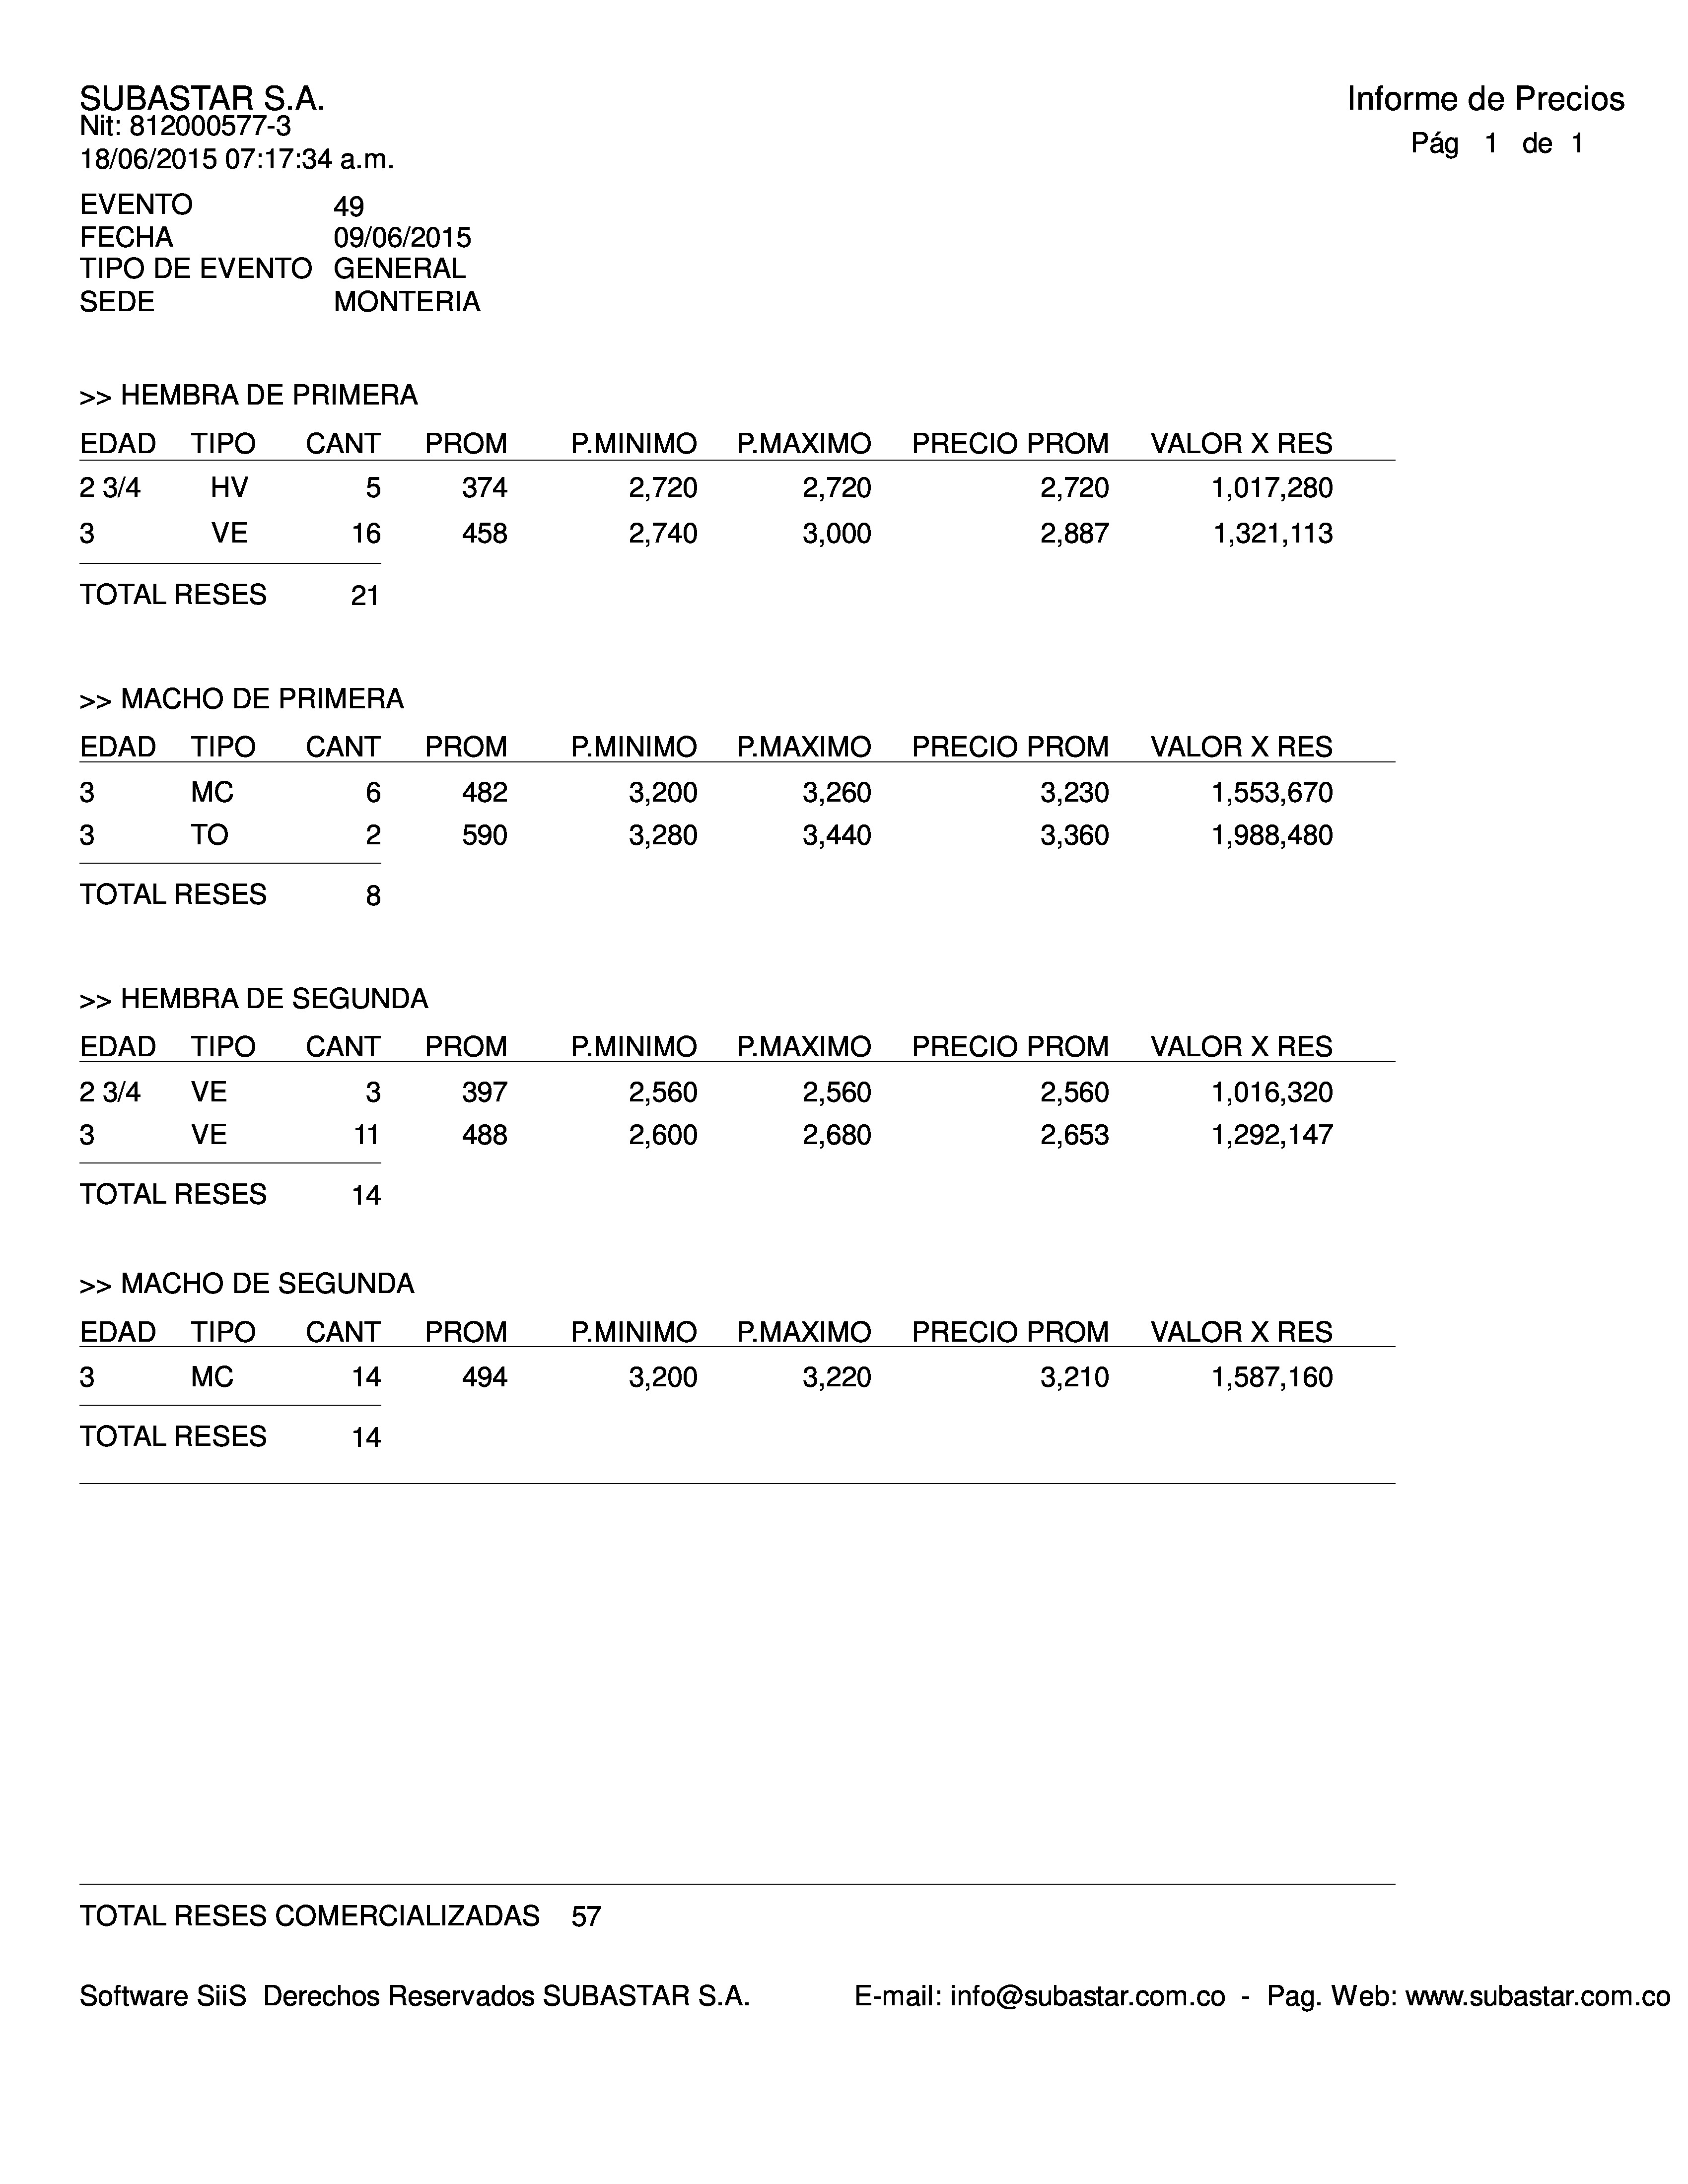 SUBASTAR S.A.
Informe de Precios
Nit: 812000577-3
Pág 1 de 1
18/06/2015 07:17:34 a.m.
EVENTO 49
FECHA 09/06/2015
TIPO DE EVENTO GENERAL
SEDE MONTERIA
>> HEMBRA DE PRIMERA
EDAD TIPO CANT PROM P.MINIMO P.MAXIMO PRECIO PROM VALOR X RES
2 3/4 HV 5 374 2,720 2,720 2,720 1,017,280
3 VE 16 458 2,740 3,000 2,887 1,321,113
TOTAL RESES 21
>> MACHO DE PRIMERA
EDAD TIPO CANT PROM P.MINIMO P.MAXIMO PRECIO PROM VALOR X RES
3 MC 6 482 3,200 3,260 3,230 1,553,670
3 TO 2 590 3,280 3,440 3,360 1,988,480
TOTAL RESES 8
>> HEMBRA DE SEGUNDA
EDAD TIPO CANT PROM P.MINIMO P.MAXIMO PRECIO PROM VALOR X RES
2 3/4 VE 3 397 2,560 2,560 2,560 1,016,320
3 VE 11 488 2,600 2,680 2,653 1,292,147
TOTAL RESES 14
>> MACHO DE SEGUNDA
EDAD TIPO CANT PROM P.MINIMO P.MAXIMO PRECIO PROM VALOR X RES
3 MC 14 494 3,200 3,220 3,210 1,587,160
TOTAL RESES 14
TOTAL RESES COMERCIALIZADAS 57
Software SiiS Derechos Reservados SUBASTAR S.A. E-mail: info@subastar.com.co - Pag. Web: www.subastar.com.co